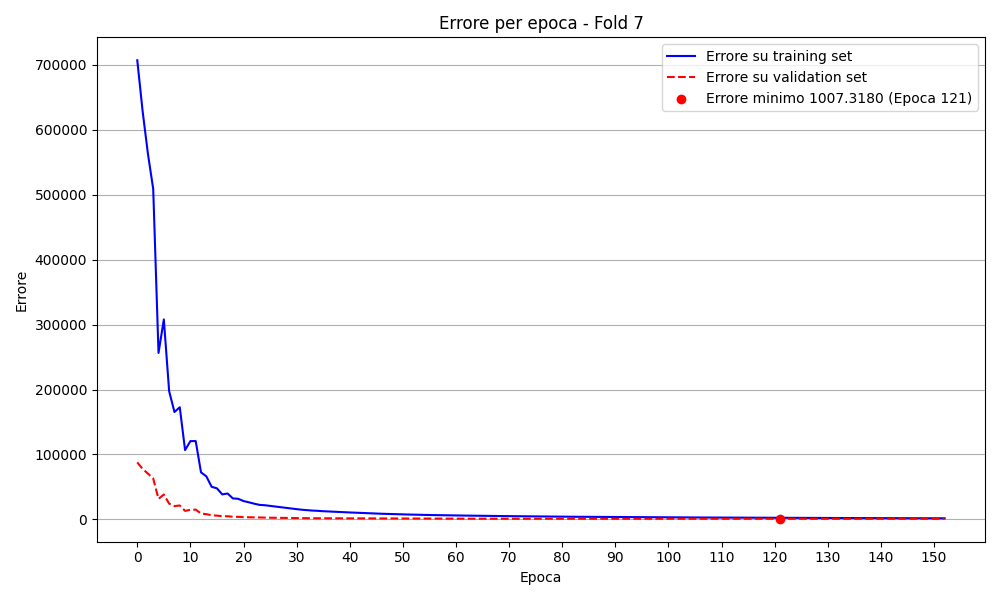 Errore per epoca - Fold 7
Errore su training set
Errore su validation set
Errore minimo 1007.3180 (Epoca 121)
Errore
700000
600000
500000
400000
300000
200000
100000
0
0 10 20 30 40 50 60 70 80 90 100 110 120 130 140 150
Epoca